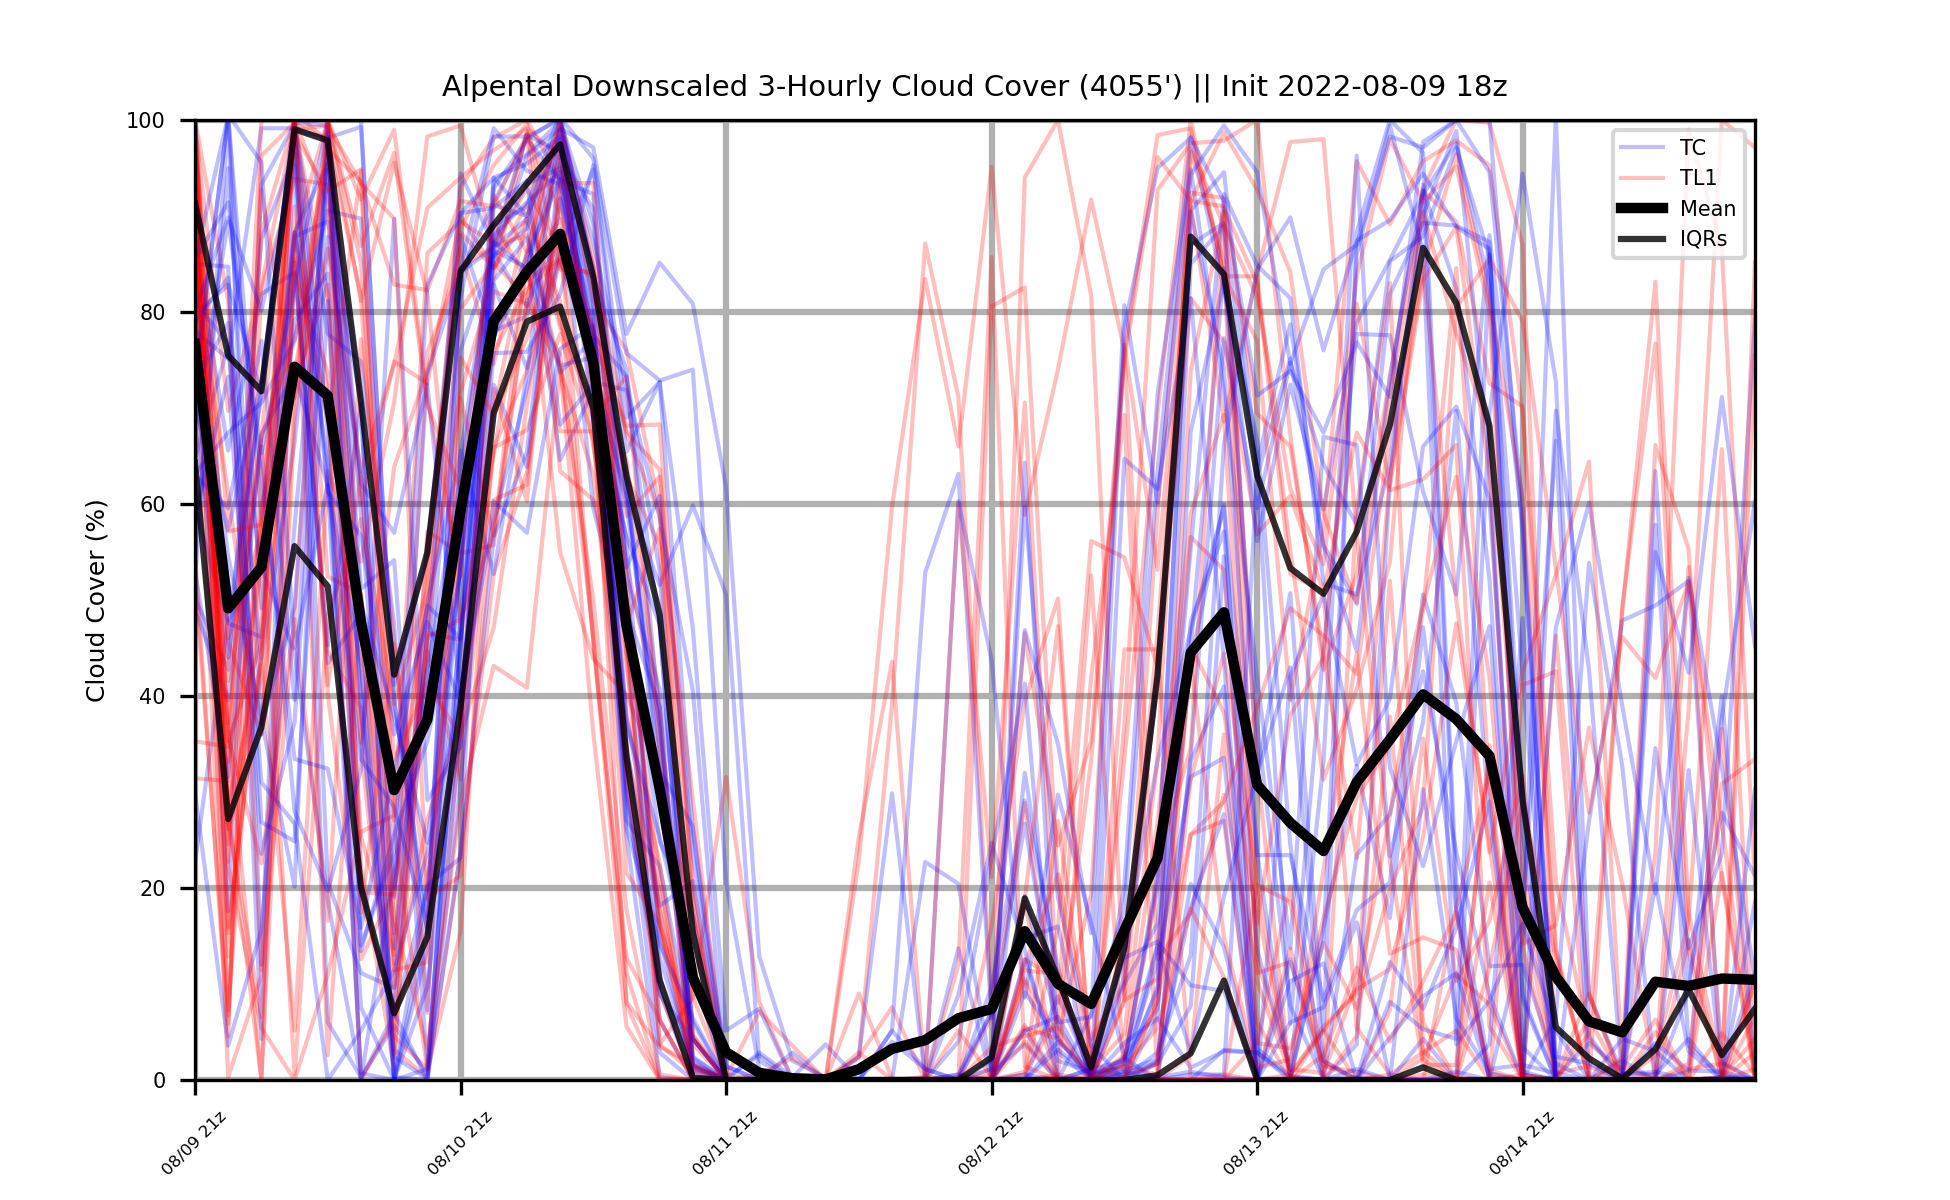 Alpental Downscaled 3-Hourly Cloud Cover (4055') || Init 2022-08-09 18z
TC
TL1
Mean
IQRs
Cloud Cover (%)
100
80
60
40
20
0
08/09 21z
08/10 21z
08/11 21z
08/12 21z
08/13 21z
08/14 21z